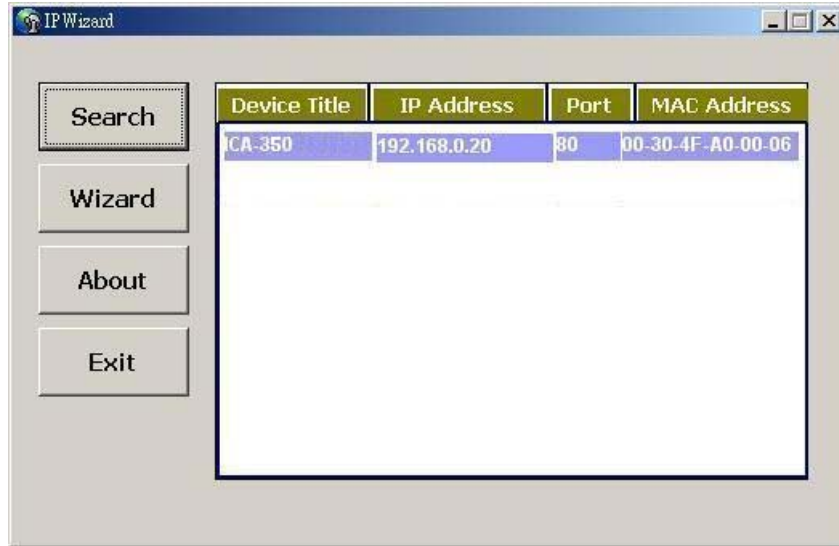 IP Wizard
Search
Wizard
About
Exit
Device Title IP Address Port MAC Address
ICA-350 192.168.0.20 80 00-30-4F-A0-00-06